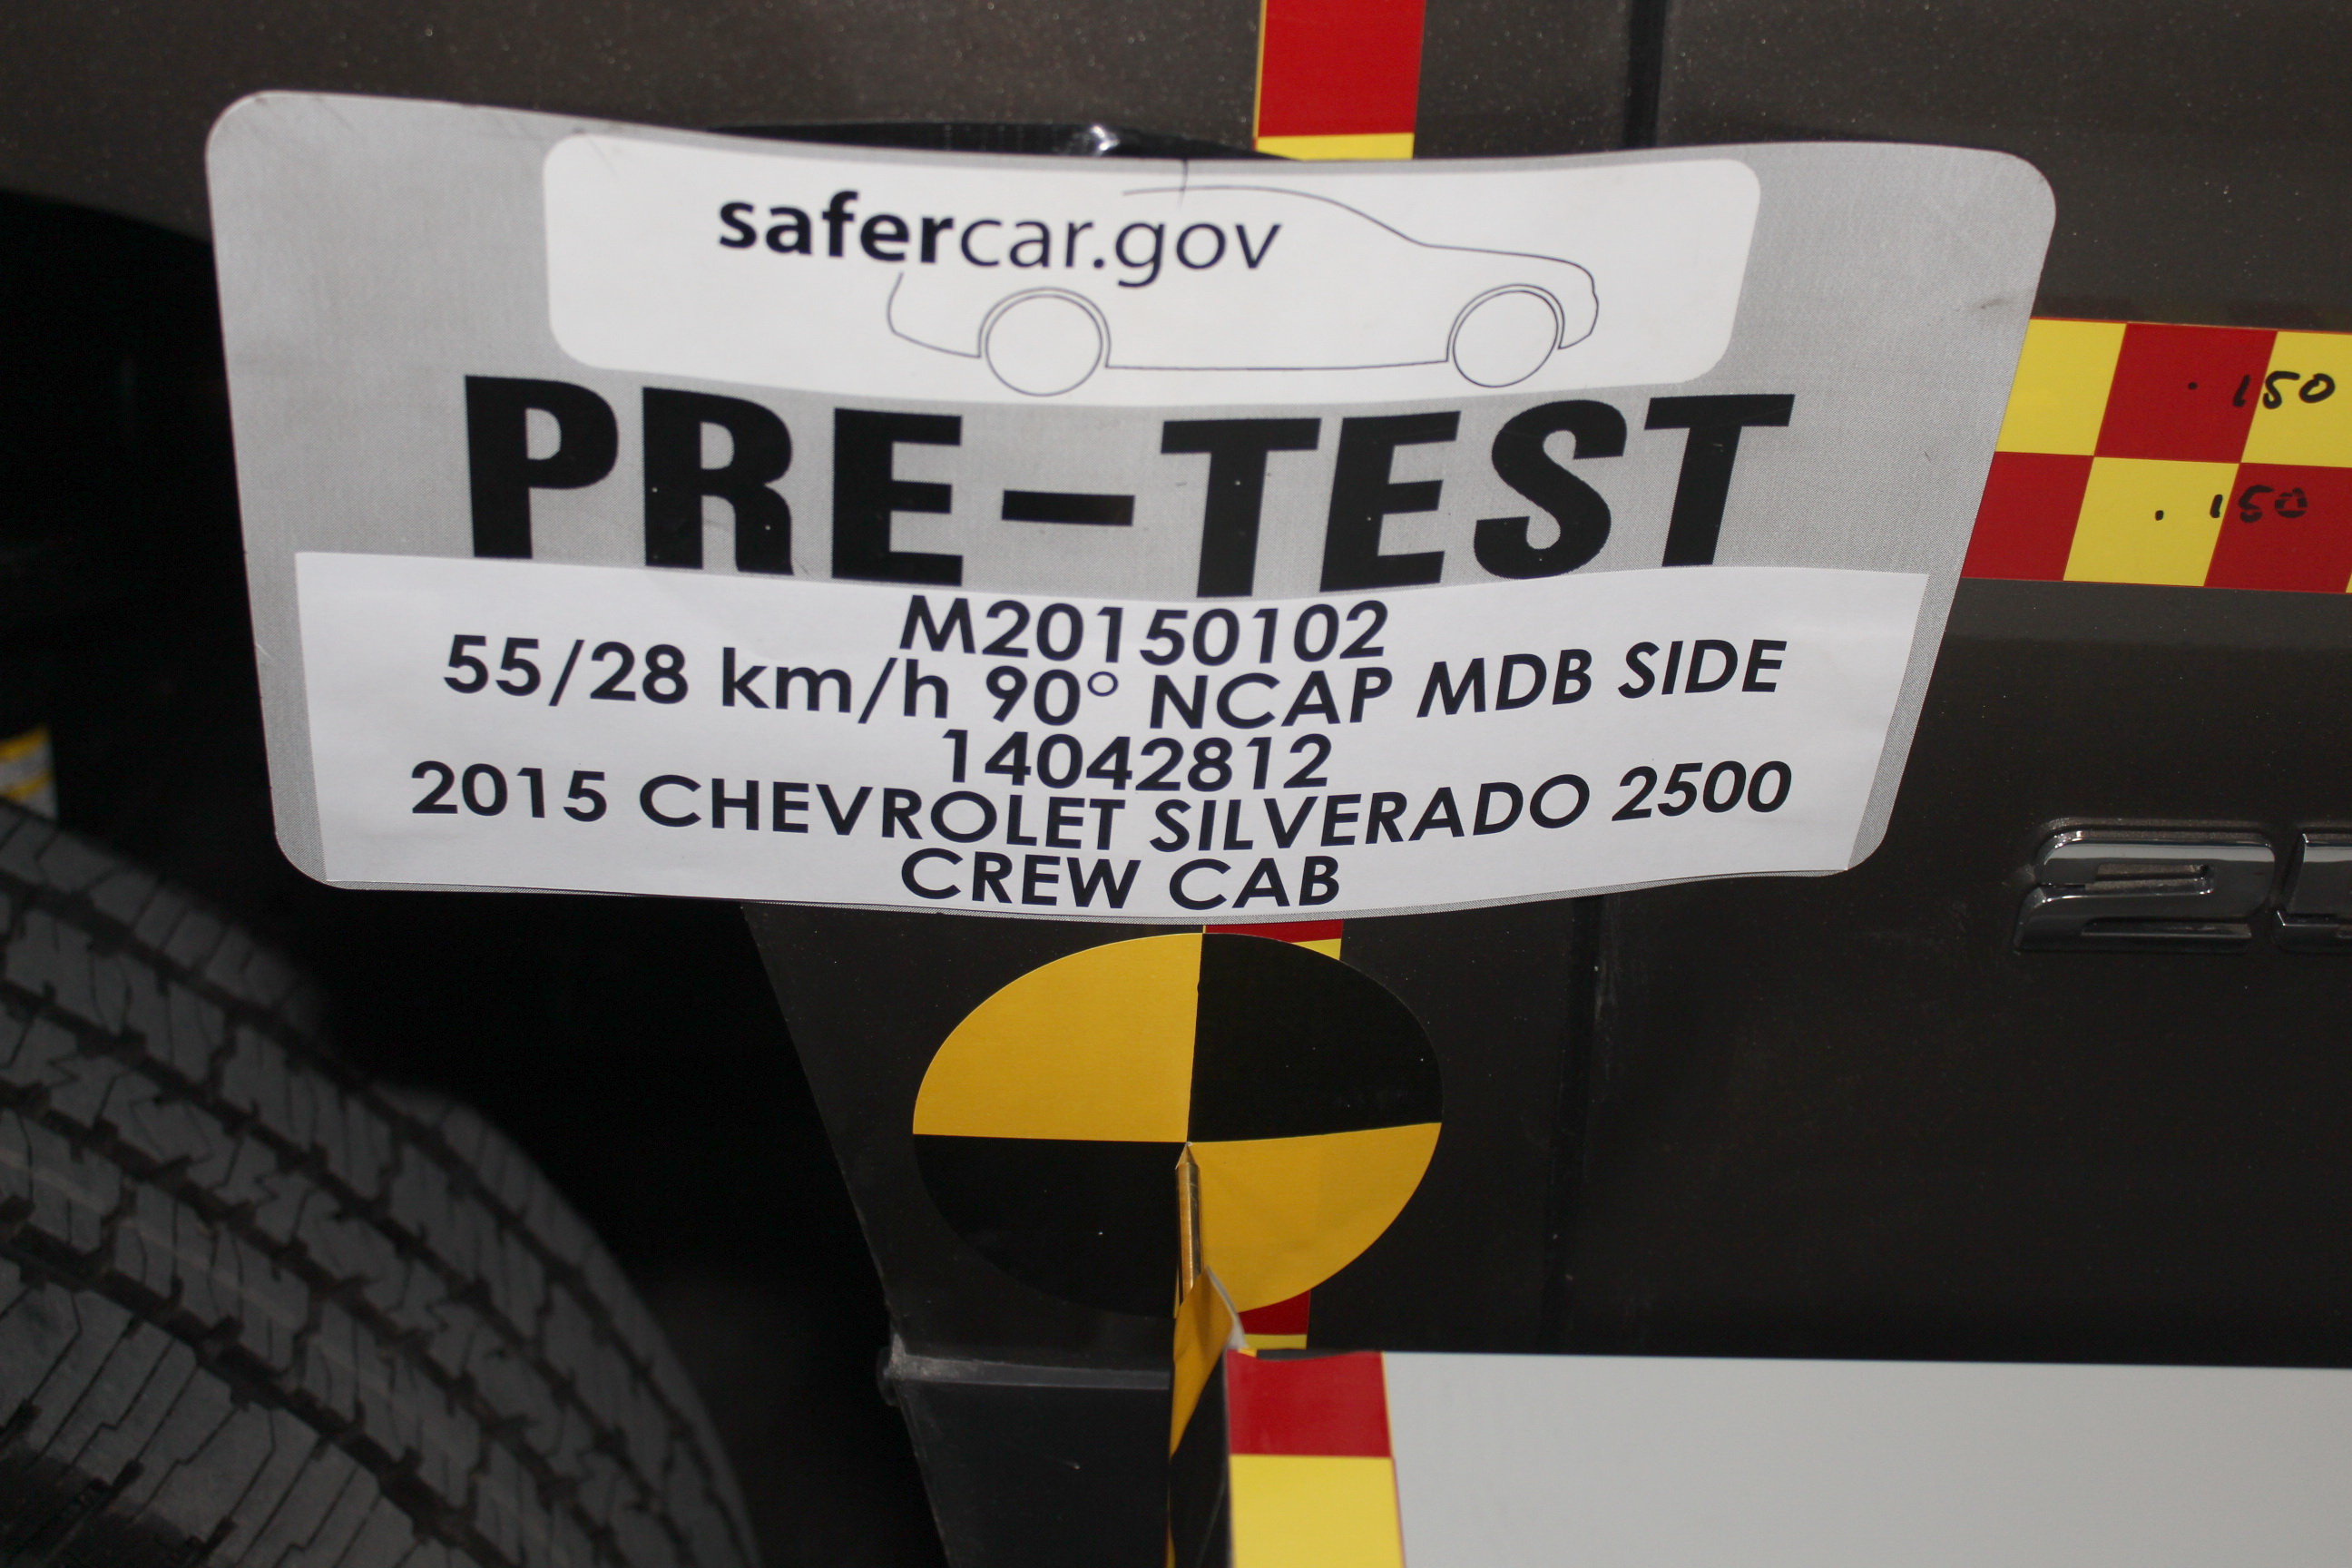 safercar.gov
PRE-TEST
M20150102
55/28 km/h 90° NCAP MDB SIDE
14042812
2015 CHEVROLET SILVERADO 2500
CREW CAB
.150
.150
25